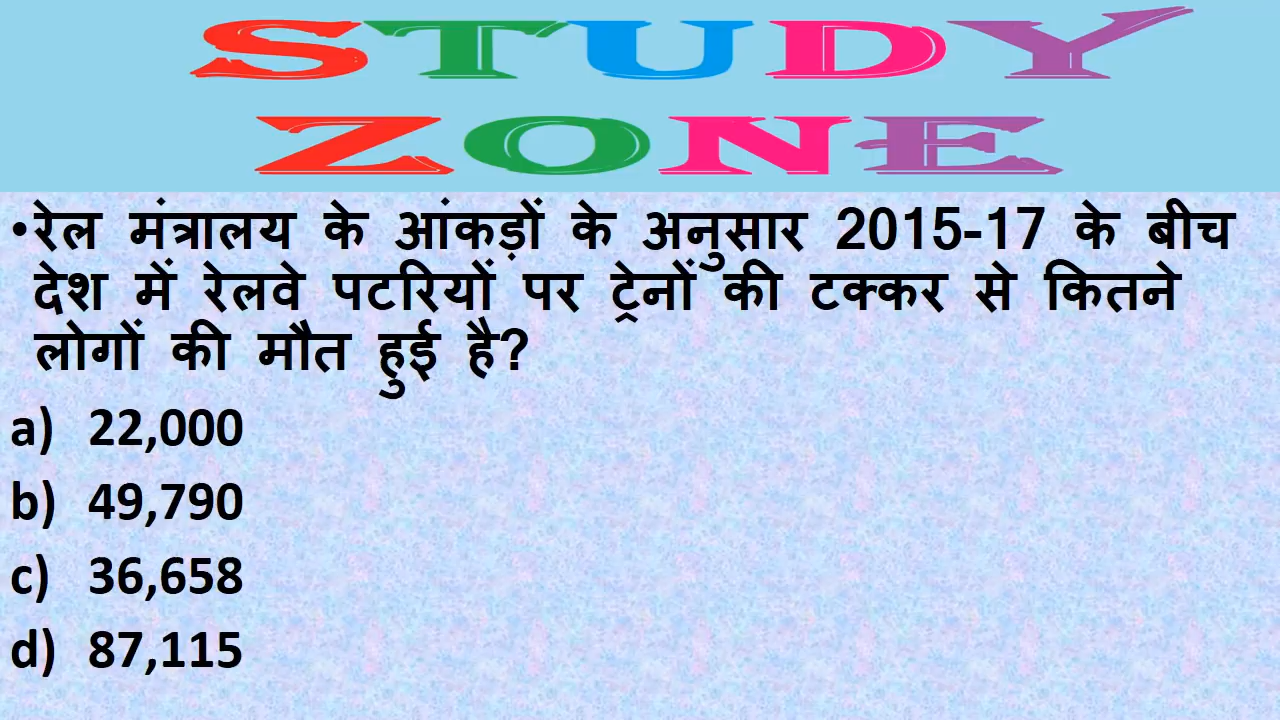 STUDY
ZONE
•रेल मंत्रालय के आंकड़ों के अनुसार 2015-17 के बीच
देश में रेलवे पटरियों पर ट्रेनों की टक्कर से कितने
लोगों की मौत हुई है?
a) 22,000
b) 49,790
c) 36,658
d) 87,115